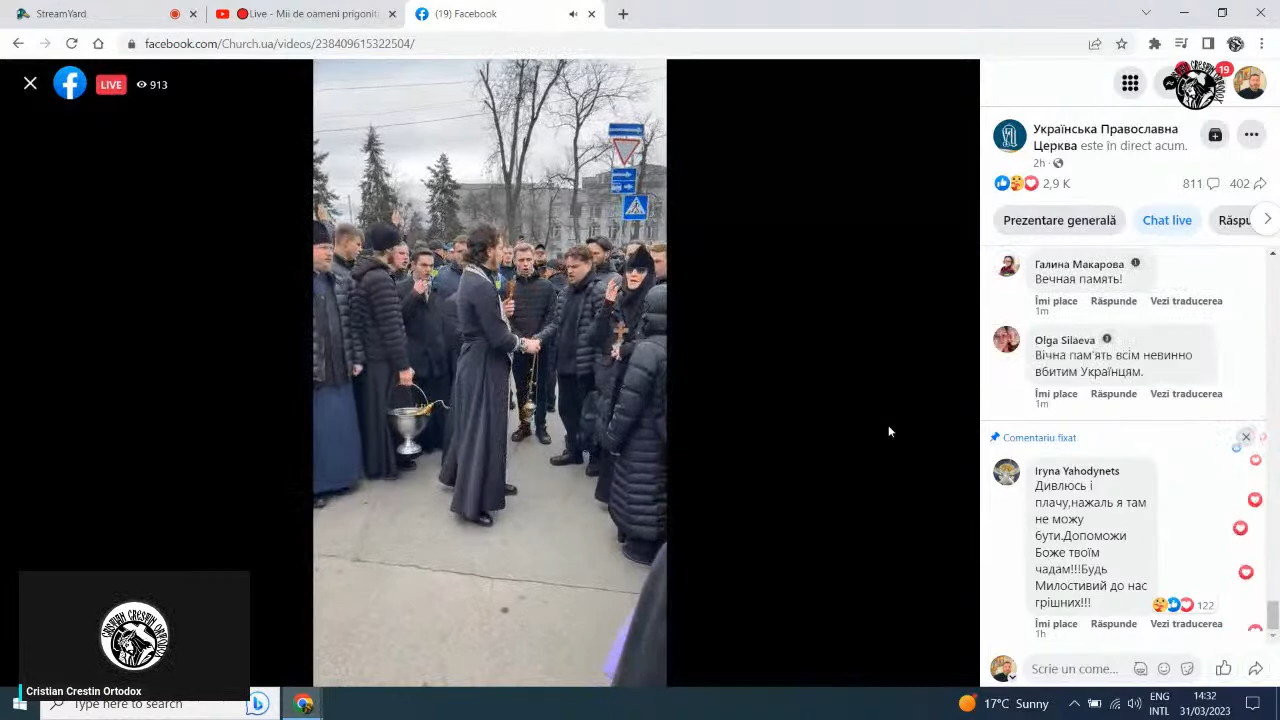 StreamYard
Live - Mii de oameni prigoniti
(19) Facebook
facebook.com/Church.ua/videos/238409615322504/
LIVE
913
19
Українська Православна
Церква este în direct acum.
2h
2,9 K
811
402
Prezentare generală
Chat live
Răspu
Галина Макарова
Вечная память!
Îmi place Răspunde Vezi traducerea
1m
Olga Silaeva
Вічна пам'ять всім невинно
вбитим Українцям.
Îmi place Răspunde Vezi traducerea
1m
Comentariu fixat
Iryna Yahodynets
Дивлюсь і
плачу,нажаль я там
не можу
бути.Допоможи
Боже твоїм
чадам!!!Будь
Милостивий до нас
грішних!!!
122
Îmi place Răspunde Vezi traducerea
1h
Scrie un come...
CRISTIAN CRESTIN ORTODOX
Cristian Crestin Ortodox
Type here to search
17°C Sunny
ENG
INTL
14:32
31/03/2023